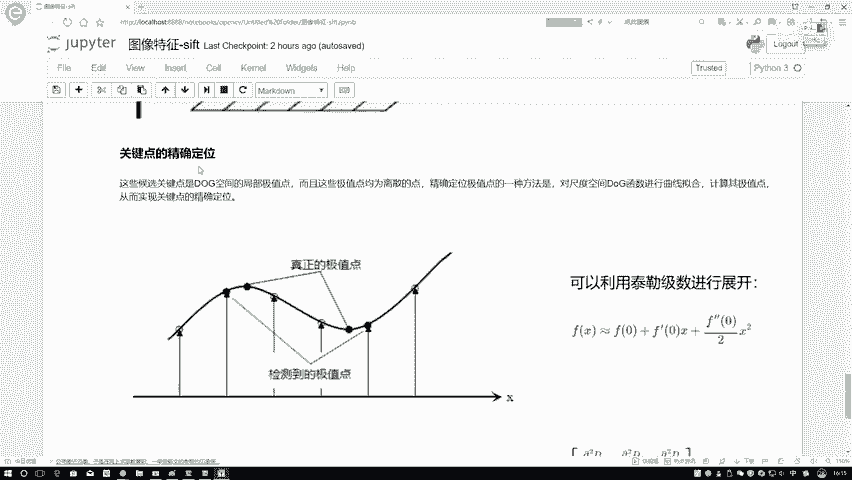 图像特征-sift
http://localhost:8888/notebooks/opencv/Untitled%20Folder/图像特征-sift.ipynb
jupyter 图像特征-sift Last Checkpoint: 2 hours ago (autosaved)
Logout
File Edit View Insert Cell Kernel Widgets Help
Trusted
Python 3
Markdown
关键点的精确定位
这些候选关键点是DOG空间的局部极值点，而且这些极值点均为离散的点，精确定位极值点的一种方法是，对尺度空间DoG函数进行曲线拟合，计算其极值点，
从而实现关键点的精确定位。
真正的极值点
可以利用泰勒级数进行展开：
f(x) ≈ f(0) + f'(0)x + f''(0)/2 x²
检测到的极值点
x
16:15